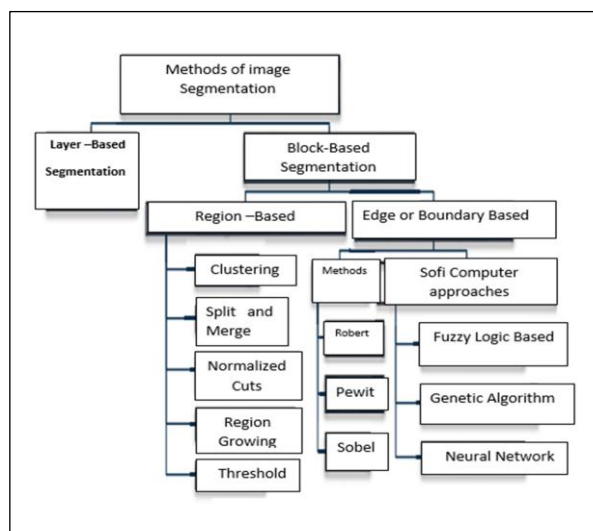 Methods of image
Segmentation
Layer –Based
Segmentation
Block-Based
Segmentation
Region –Based
Edge or Boundary Based
Clustering
Split and
Merge
Normalized
Cuts
Region
Growing
Threshold
Methods
Robert
Pewit
Sobel
Sofi Computer
approaches
Fuzzy Logic Based
Genetic Algorithm
Neural Network